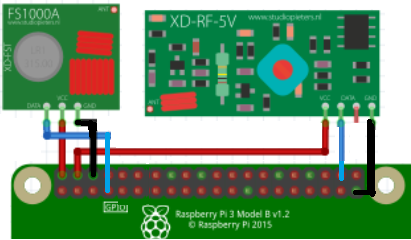 FS1000A
ANT
XD-FST
DATA
VCC
GND
XD-RF-5V
www.studiopieters.nl
ANT
VCC
DATA
GND
GPIO
Raspberry Pi 3 Model B v1.2
© Raspberry Pi 2015